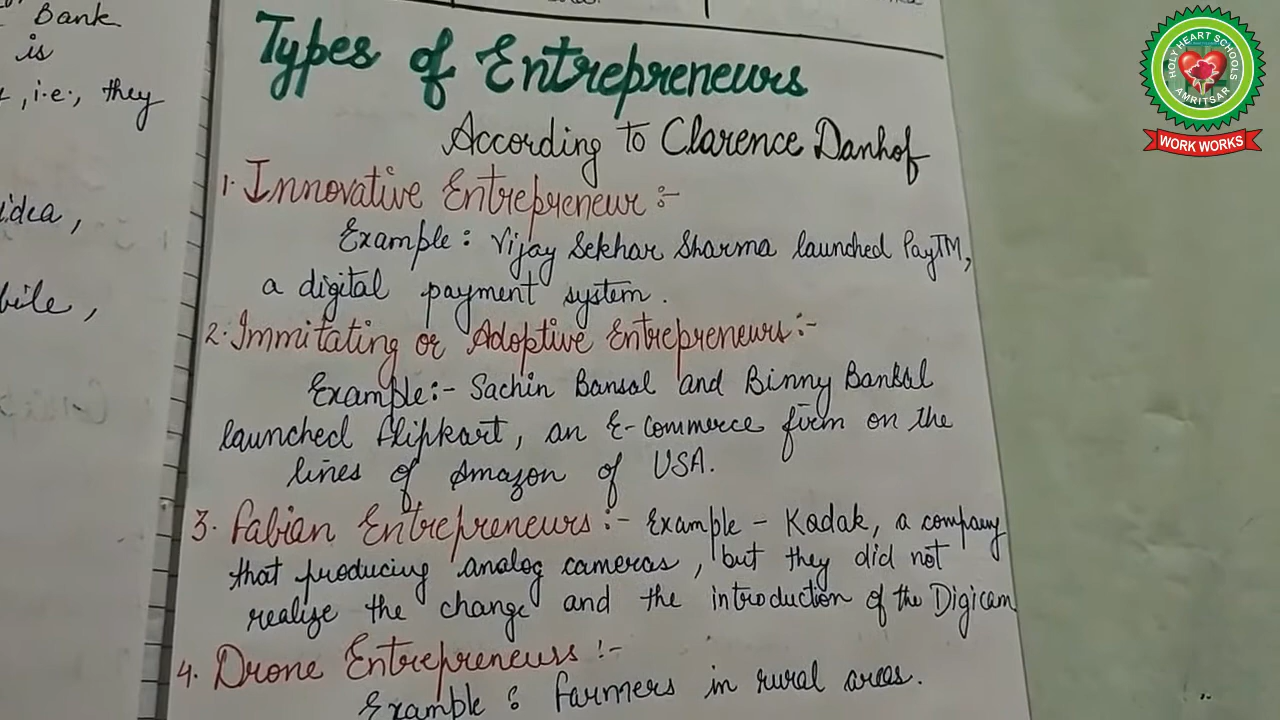 Bank
is
, i.e., they
idea,
bile,
Types of Entrepreneurs
According to Clarence Danhof
1. Innovative Entrepreneur :-
Example : Vijay Sekhar Sharma launched PayTM,
a digital payment system.
2. Immitating or Adoptive Entrepreneurs:-
Example:- Sachin Bansal and Binny Bansal
launched Flipkart, an E-commerce firm on the
lines of Amazon of USA.
3. Fabian Entrepreneurs:- Example - Kodak, a company
that producing analog cameras, but they did not
realize the change and the introduction of the Digicam
4. Drone Entrepreneurs :-
Example : Farmers in rural areas.
HOLY HEART SCHOOLS
AMRITSAR
WORK WORKS